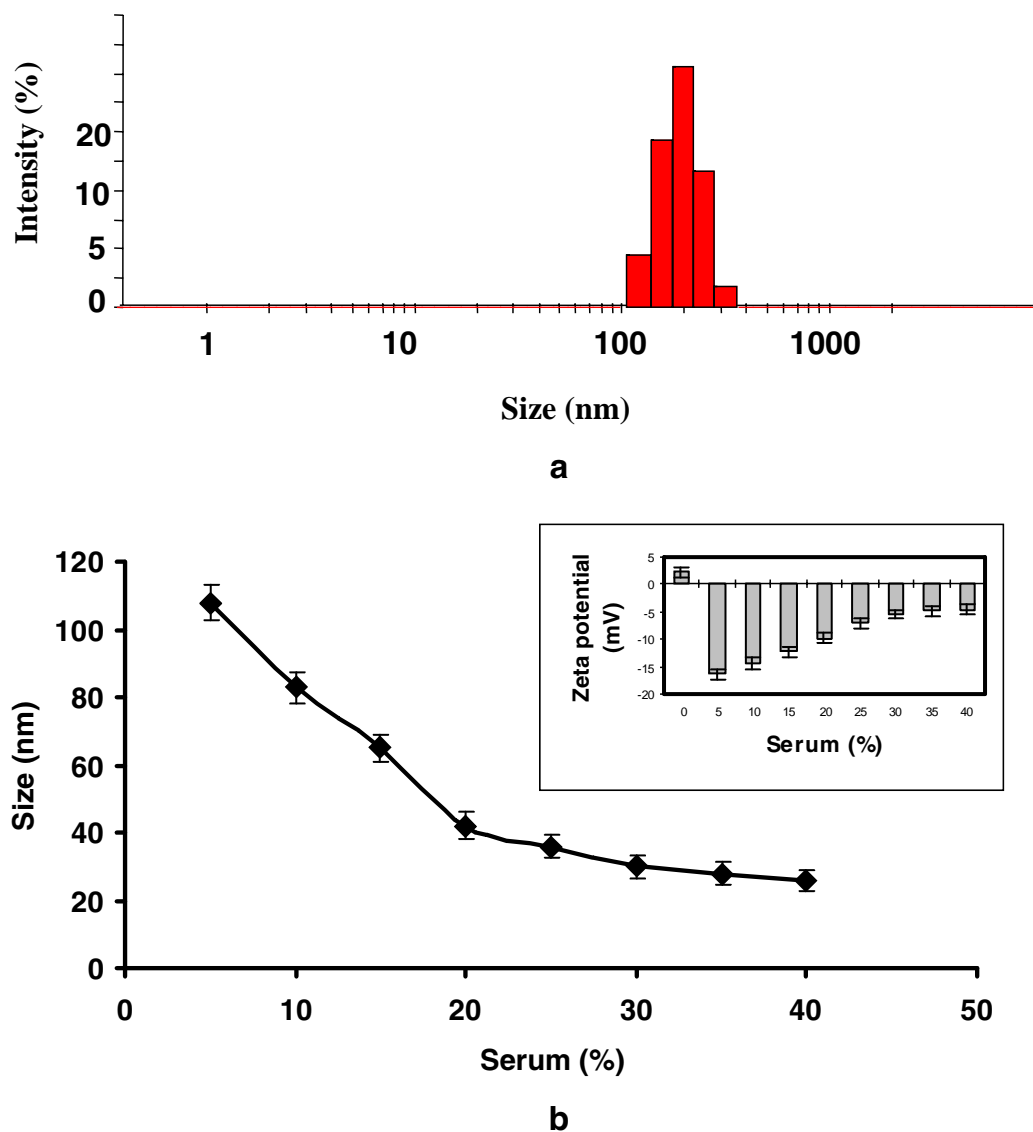 Intensity (%)
20
10
5
0
1 10 100 1000
Size (nm)
a
120
100
80
60
40
20
0
Size (nm)
0 10 20 30 40 50
Serum (%)
Zeta potential
(mV)
5
0
-5
-10
-15
-20
0 5 10 15 20 25 30 35 40
Serum (%)
b